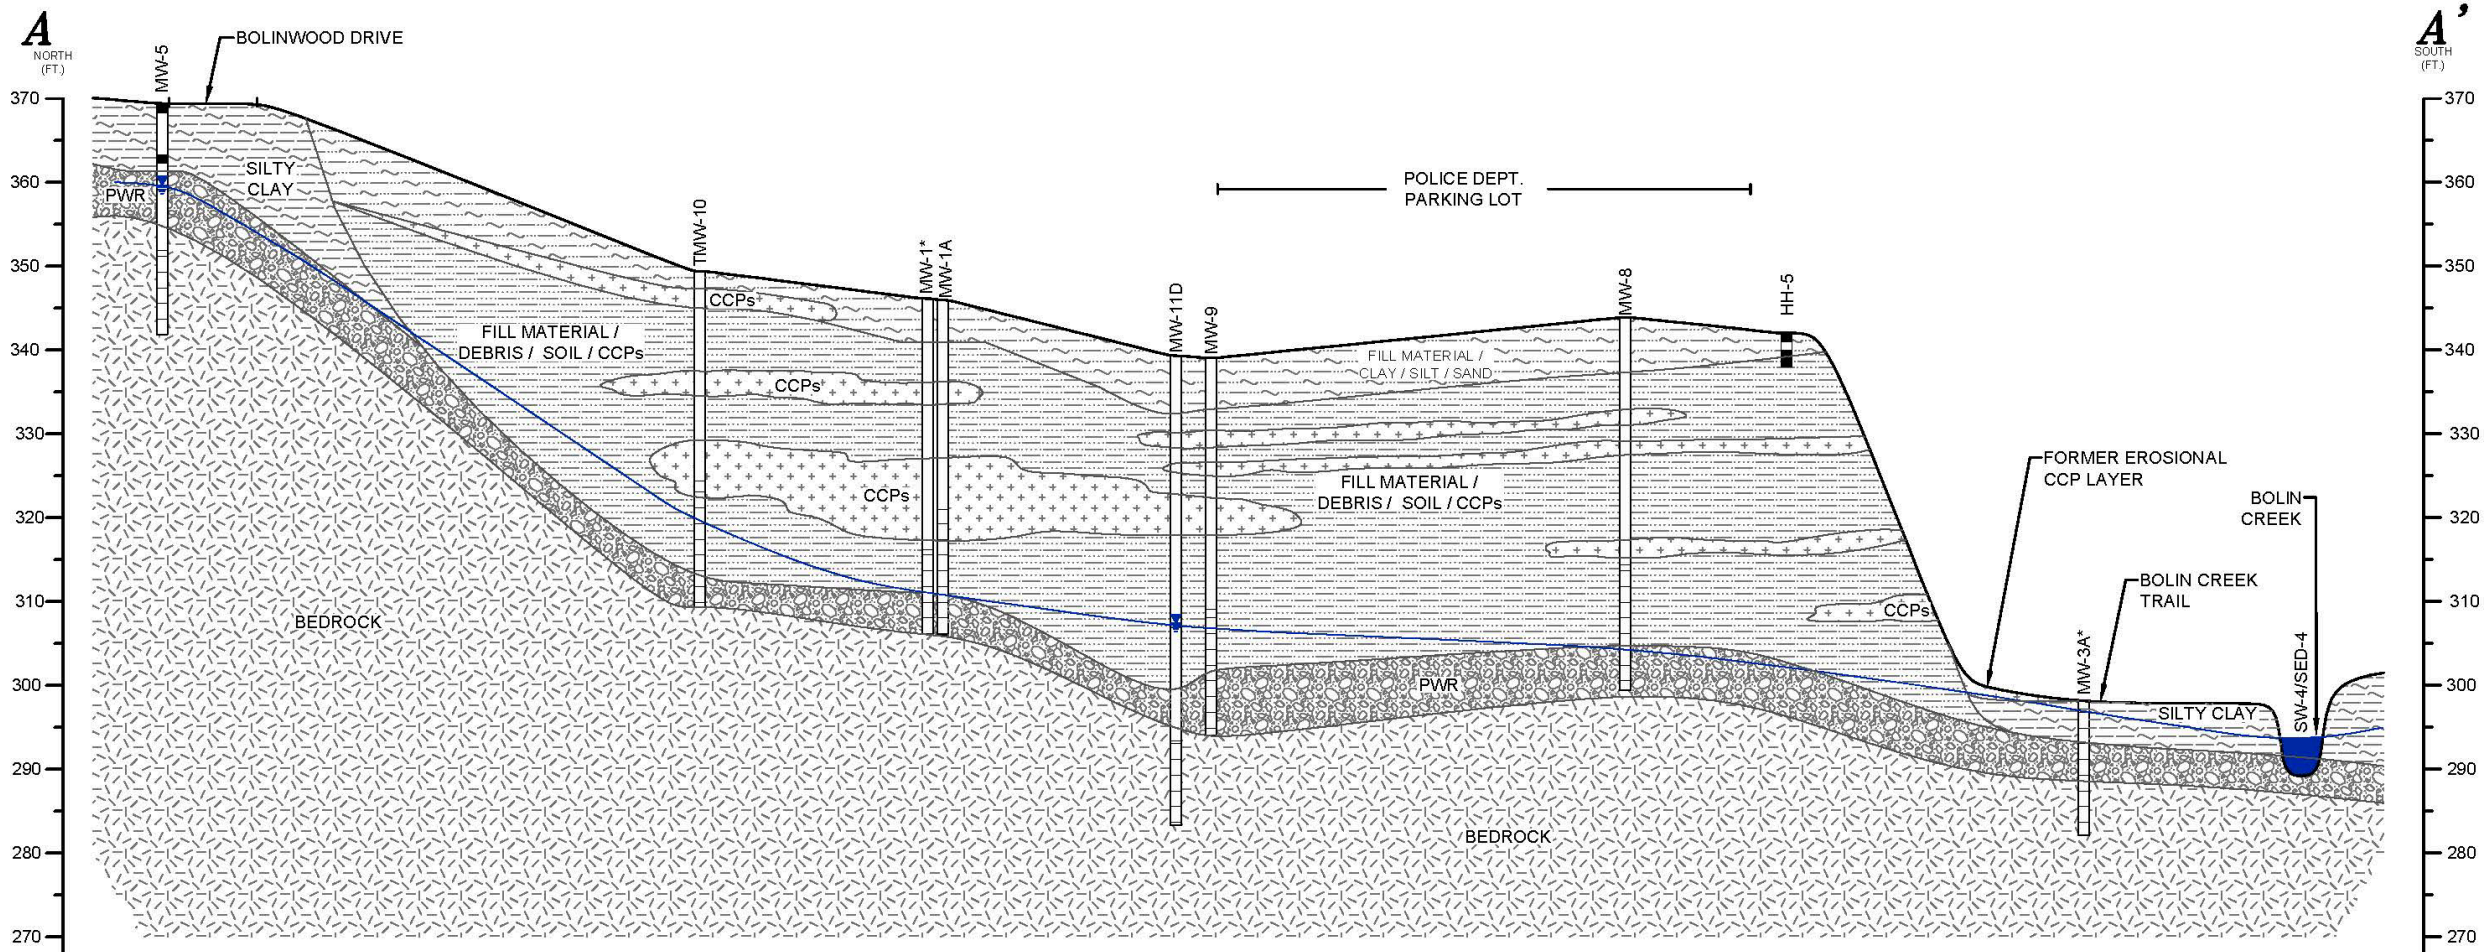 A
NORTH
(FT.)
A'
SOUTH
(FT.)
370
360
350
340
330
320
310
300
290
280
270
370
360
350
340
330
320
310
300
290
280
270
MW-5
BOLINWOOD DRIVE
PWR
SILTY
CLAY
TMW-10
CCPs
MW-1*
MW-1A
FILL MATERIAL /
DEBRIS / SOIL / CCPs
CCPs
CCPs
BEDROCK
MW-11D
MW-9
POLICE DEPT.
PARKING LOT
FILL MATERIAL /
CLAY / SILT / SAND
MW-8
HH-5
FILL MATERIAL /
DEBRIS / SOIL / CCPs
PWR
BEDROCK
CCPs
FORMER EROSIONAL
CCP LAYER
BOLIN
CREEK
BOLIN CREEK
TRAIL
MW-3A*
SILTY CLAY
SW-4/SED-4